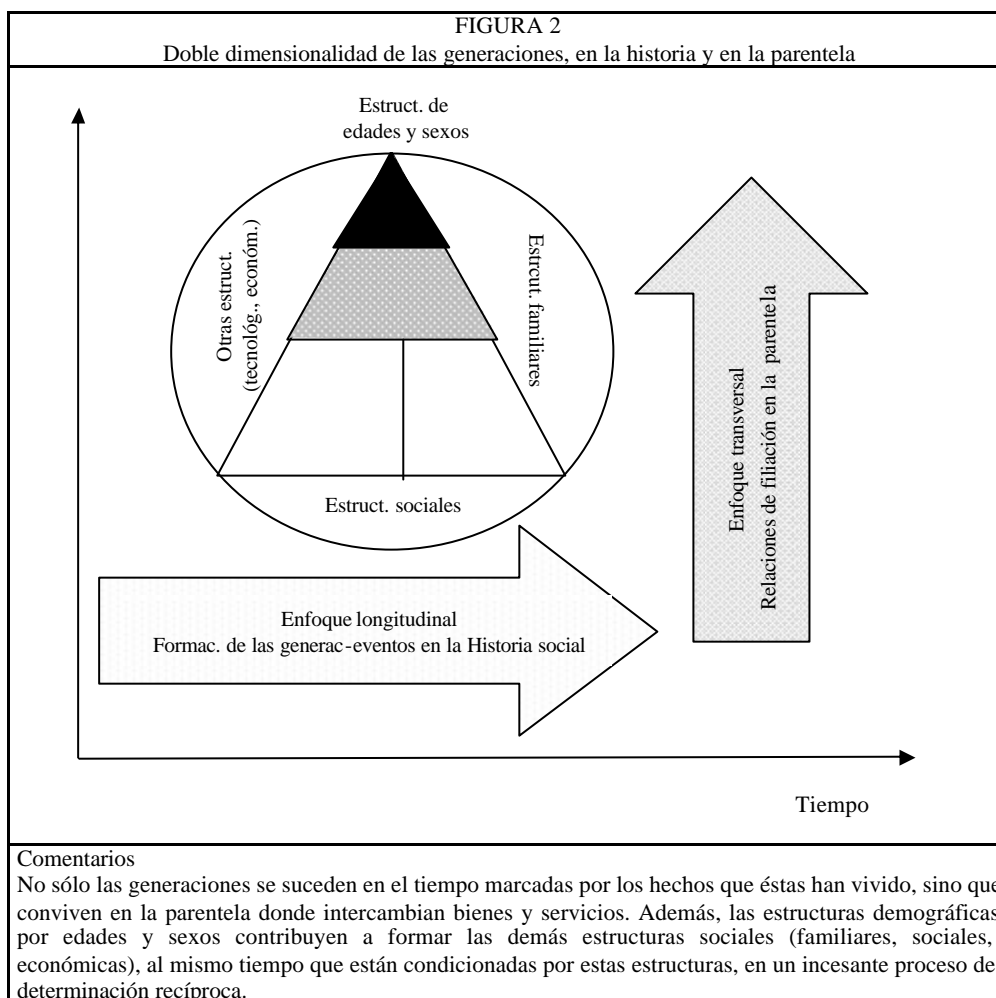 FIGURA 2
Doble dimensionalidad de las generaciones, en la historia y en la parentela
Estruct. de
edades y sexos
Otras estruct.
(tecnológ., económ.)
Estrcut. familiares
Estruct. sociales
Enfoque transversal
Relaciones de filiación en la parentela
Enfoque longitudinal
Formac. de las generac-eventos en la Historia social
Tiempo
Comentarios
No sólo las generaciones se suceden en el tiempo marcadas por los hechos que éstas han vivido, sino que
conviven en la parentela donde intercambian bienes y servicios. Además, las estructuras demográficas
por edades y sexos contribuyen a formar las demás estructuras sociales (familiares, sociales,
económicas), al mismo tiempo que están condicionadas por estas estructuras, en un incesante proceso de
determinación recíproca.